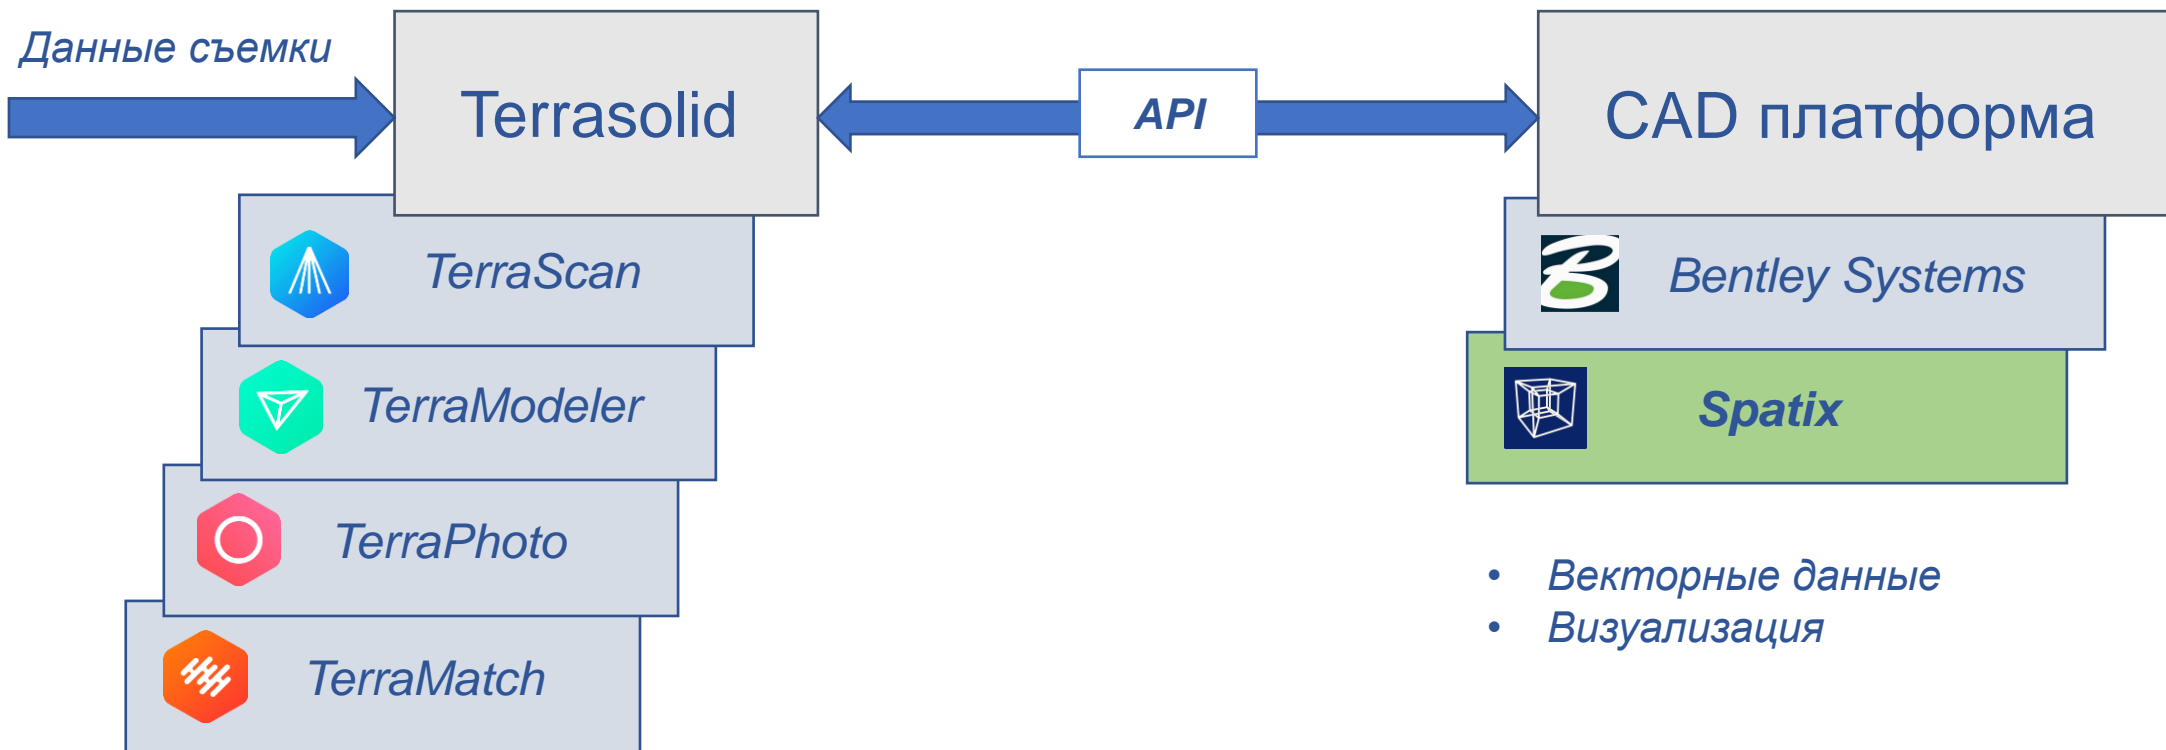 Данные съемки
Terrasolid
API
CAD платформа
TerraScan
TerraModeler
TerraPhoto
TerraMatch
Bentley Systems
Spatix
• Векторные данные
• Визуализация